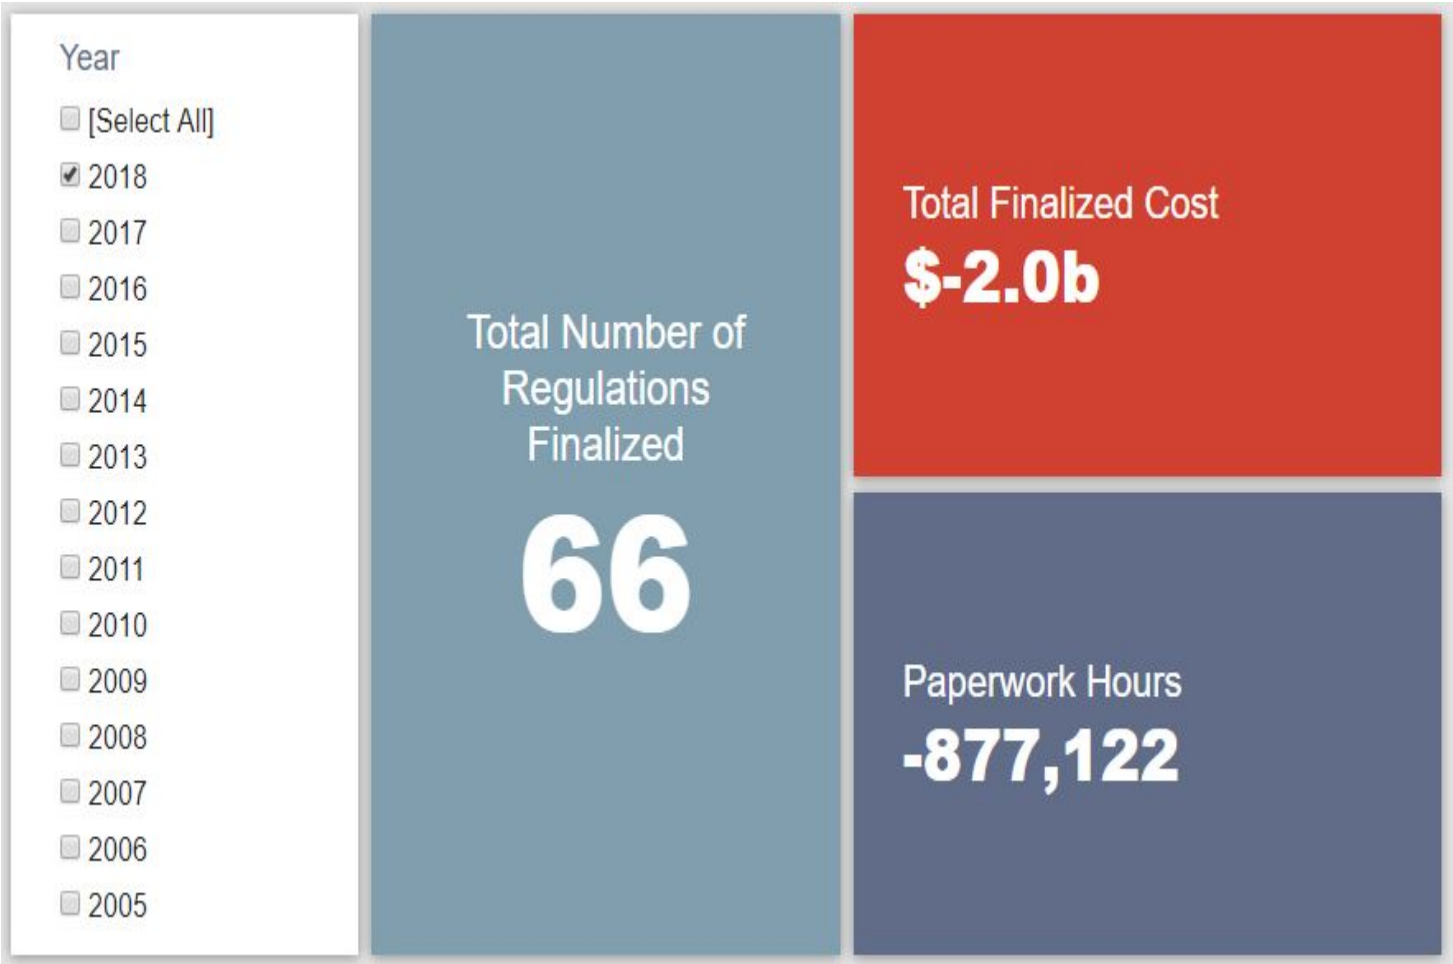 Year
[Select All]
2018
2017
2016
2015
2014
2013
2012
2011
2010
2009
2008
2007
2006
2005
Total Number of
Regulations
Finalized
66
Total Finalized Cost
$-2.0b
Paperwork Hours
-877,122